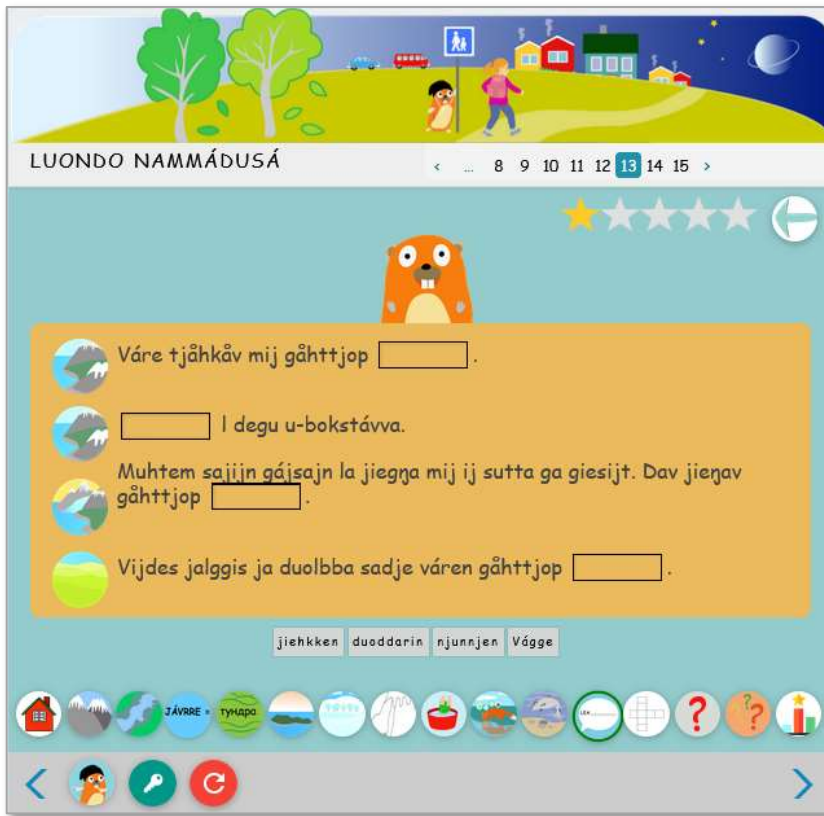 LUONDO NAMMÁDUSÁ
‹ ... 8 9 10 11 12 13 14 15 ›
Váre tjåhkåv mij gåhttjop .
l degu u-bokstávva.
Muhtem sajijn gájsajn la jiegŋa mij ij sutta ga giesijt. Dav jieŋav
gåhttjop .
Vijdes jalggis ja duolbba sadje váren gåhttjop .
jiehkken duoddarin njunnjen Vágge
JÁVRRE =
тундра
?
??